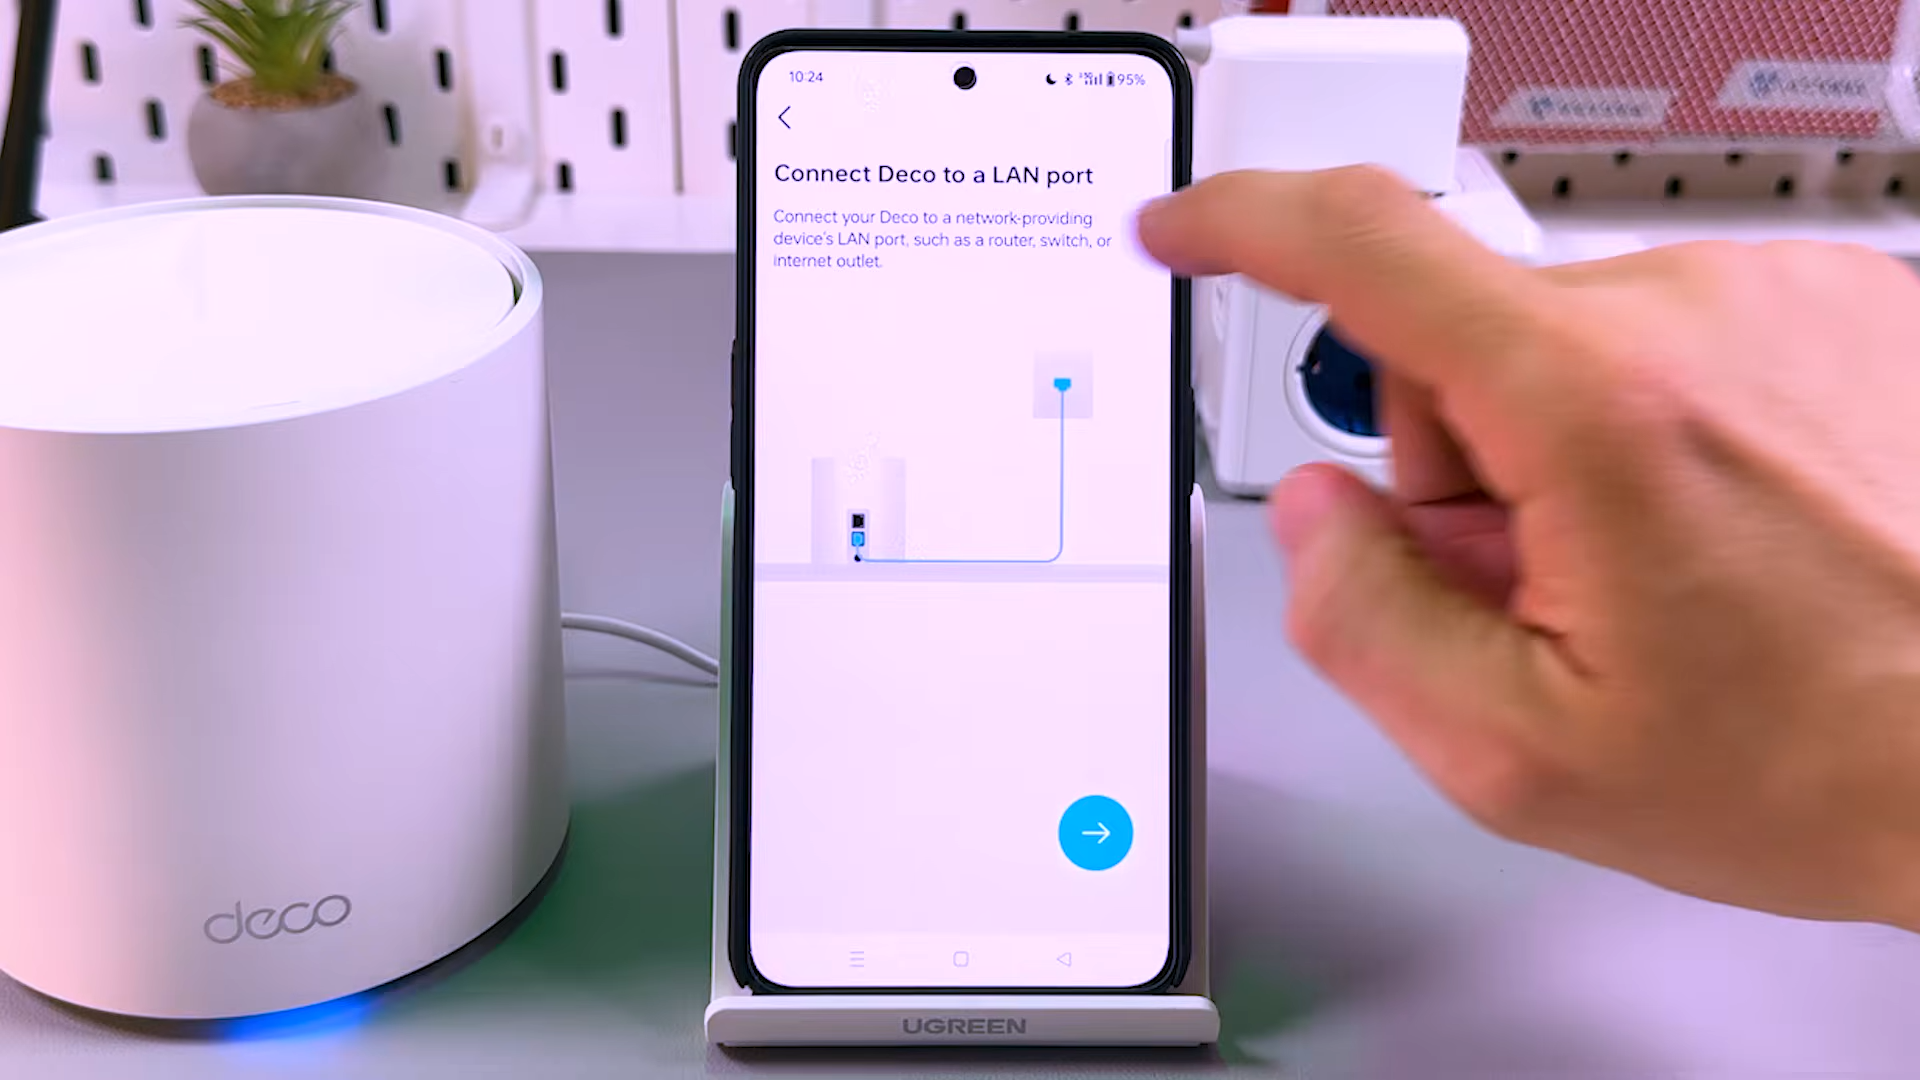 10:24
95%
Connect Deco to a LAN port
Connect your Deco to a network-providing
device's LAN port, such as a router, switch, or
internet outlet.
deco
UGREEN